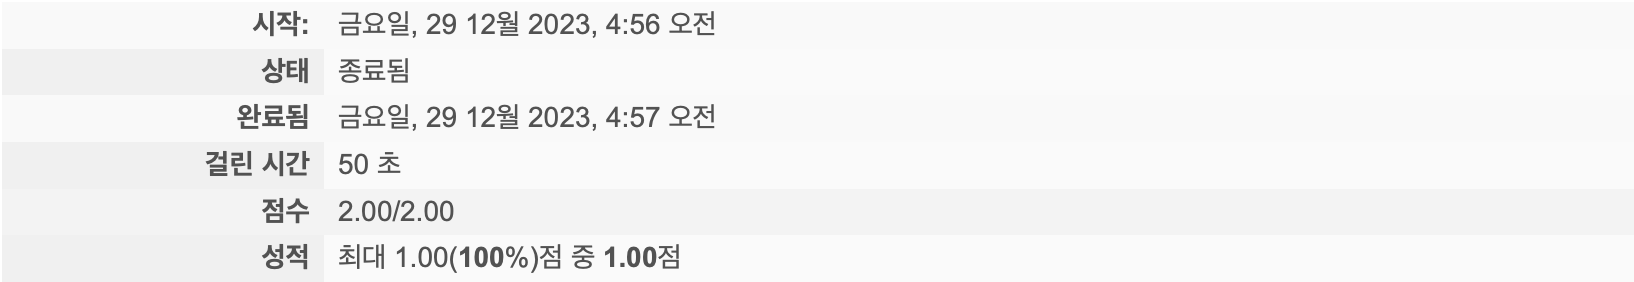 시작: 금요일, 29 12월 2023, 4:56 오전
상태 종료됨
완료됨 금요일, 29 12월 2023, 4:57 오전
걸린 시간 50 초
점수 2.00/2.00
성적 최대 1.00(100%)점 중 1.00점